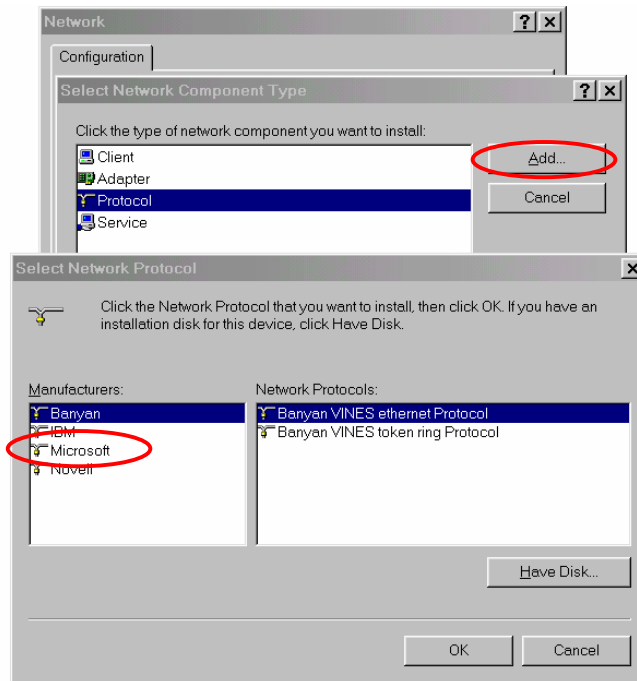 Network
Configuration
Select Network Component Type
Click the type of network component you want to install:
Client
Adapter
Protocol
Service
Add...
Cancel
Select Network Protocol
Click the Network Protocol that you want to install, then click OK. If you have an
installation disk for this device, click Have Disk.
Manufacturers:
Banyan
IBM
Microsoft
Novell
Network Protocols:
Banyan VINES ethernet Protocol
Banyan VINES token ring Protocol
Have Disk...
OK
Cancel